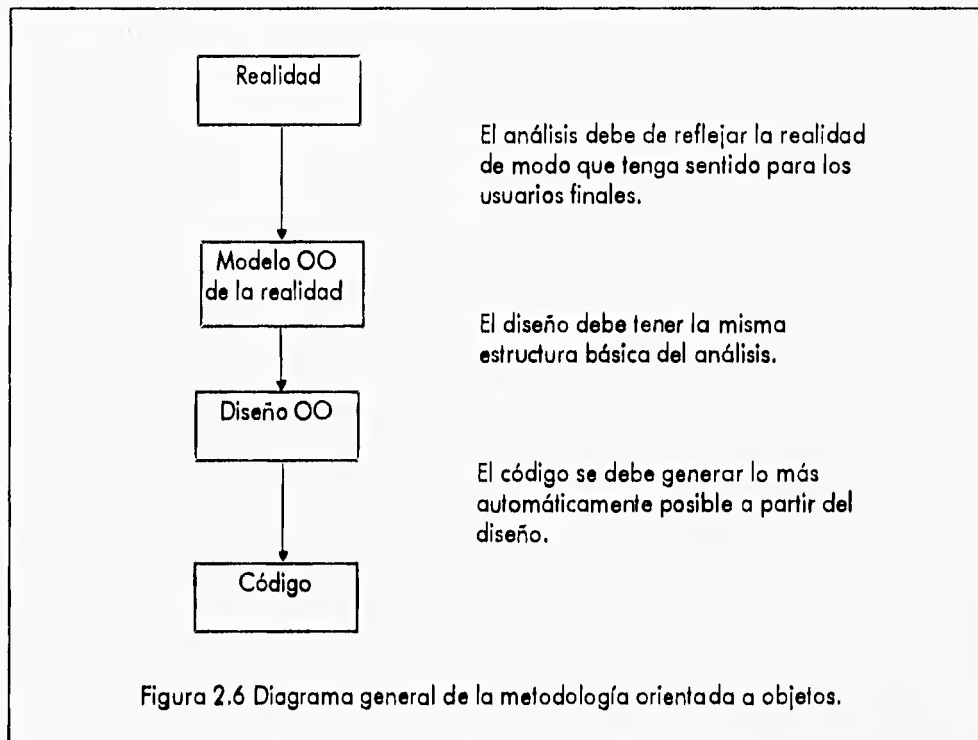 Realidad
El análisis debe de reflejar la realidad
de modo que tenga sentido para los
usuarios finales.
Modelo OO
de la realidad
El diseño debe tener la misma
estructura básica del análisis.
Diseño OO
El código se debe generar lo más
automáticamente posible a partir del
diseño.
Código
Figura 2.6 Diagrama general de la metodología orientada a objetos.